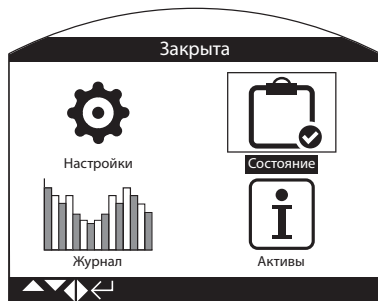 Закрыта
Настройки
Состояние
Журнал
Активы